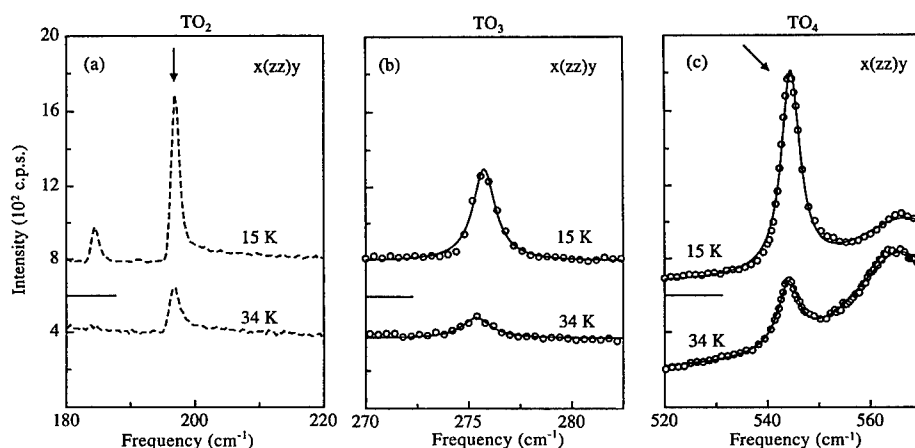 TO₂
TO₃
TO₄
Intensity (10² c.p.s.)
20
16
12
8
4
(a)
x(zz)y
15 K
34 K
180
200
220
Frequency (cm⁻¹)
(b)
x(zz)y
15 K
34 K
270
275
280
Frequency (cm⁻¹)
(c)
x(zz)y
15 K
34 K
520
540
560
Frequency (cm⁻¹)